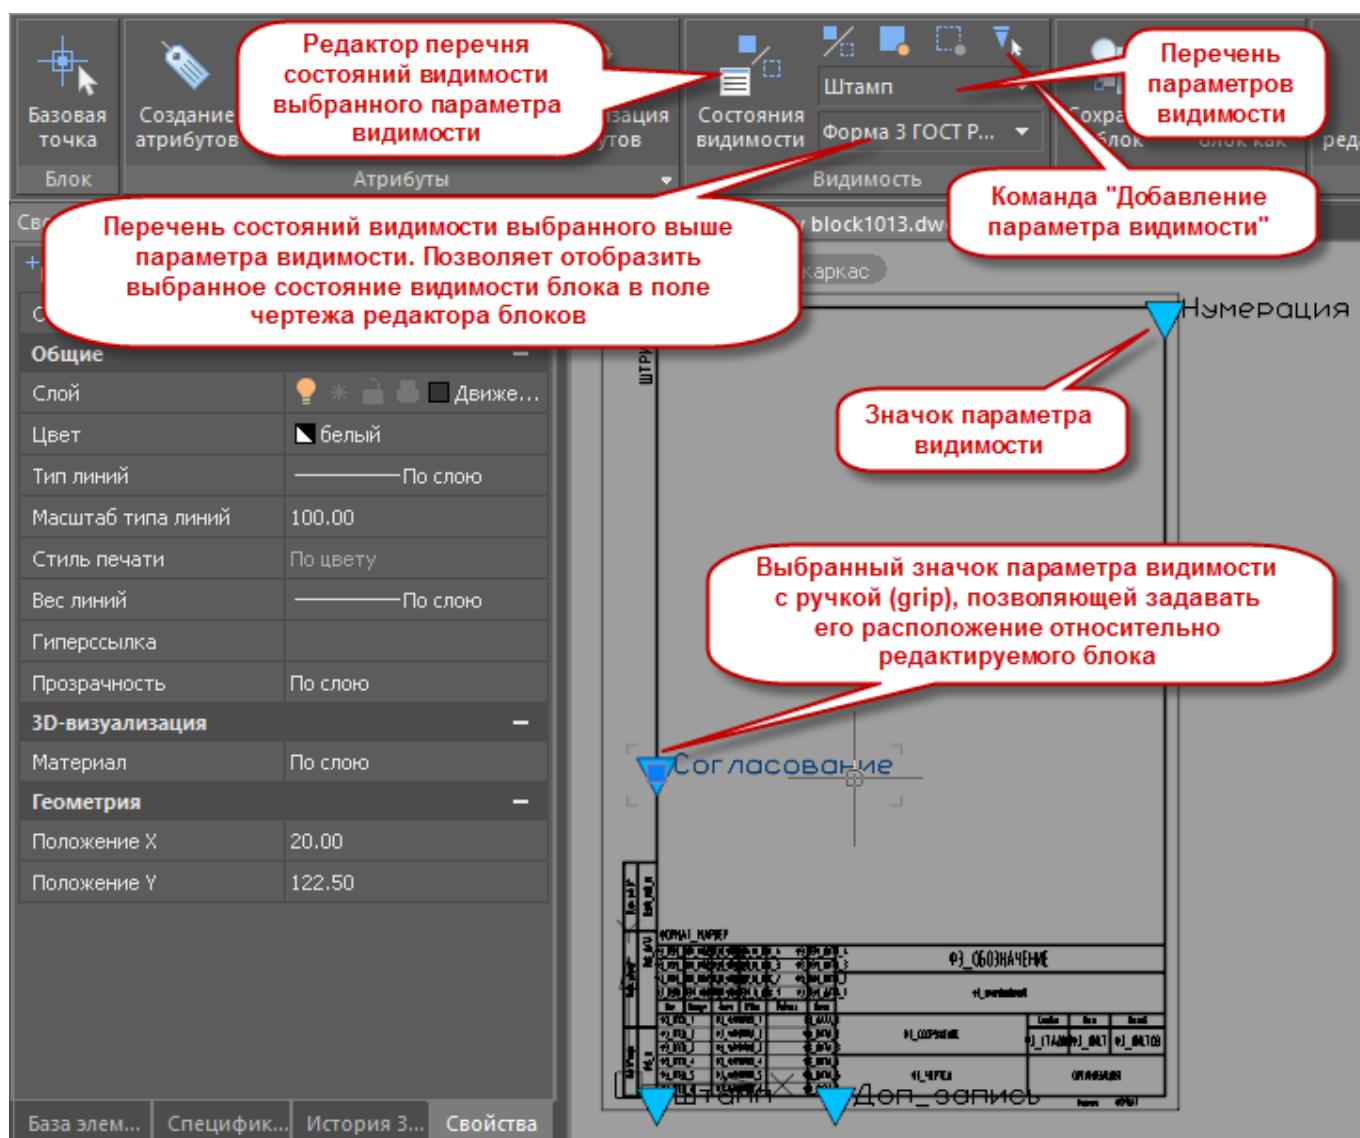 Редактор перечня
состояний видимости
выбранного параметра
видимости
Перечень
параметров
видимости
Базовая
точка
Создание
атрибутов
Состояния
видимости
Штамп
Форма 3 ГОСТ Р...
блок как
Блок
Атрибуты
Видимость
Команда "Добавление
параметра видимости"
Перечень состояний видимости выбранного выше
параметра видимости. Позволяет отобразить
выбранное состояние видимости блока в поле
чертежа редактора блоков
block1013.dw
каркас
Нумерация
Значок параметра
видимости
Общие
Слой Движе...
Цвет белый
Тип линий По слою
Масштаб типа линий 100.00
Стиль печати По цвету
Вес линий По слою
Гиперссылка
Прозрачность По слою
3D-визуализация
Материал По слою
Геометрия
Положение X 20.00
Положение Y 122.50
Выбранный значок параметра видимости
с ручкой (grip), позволяющей задавать
его расположение относительно
редактируемого блока
Согласование
ФОРМАТ_МАРКЕР
Ф3_ОБОЗНАЧЕНИЕ
Штамп
Доп_запись
База элем...
Специфик...
История 3...
Свойства